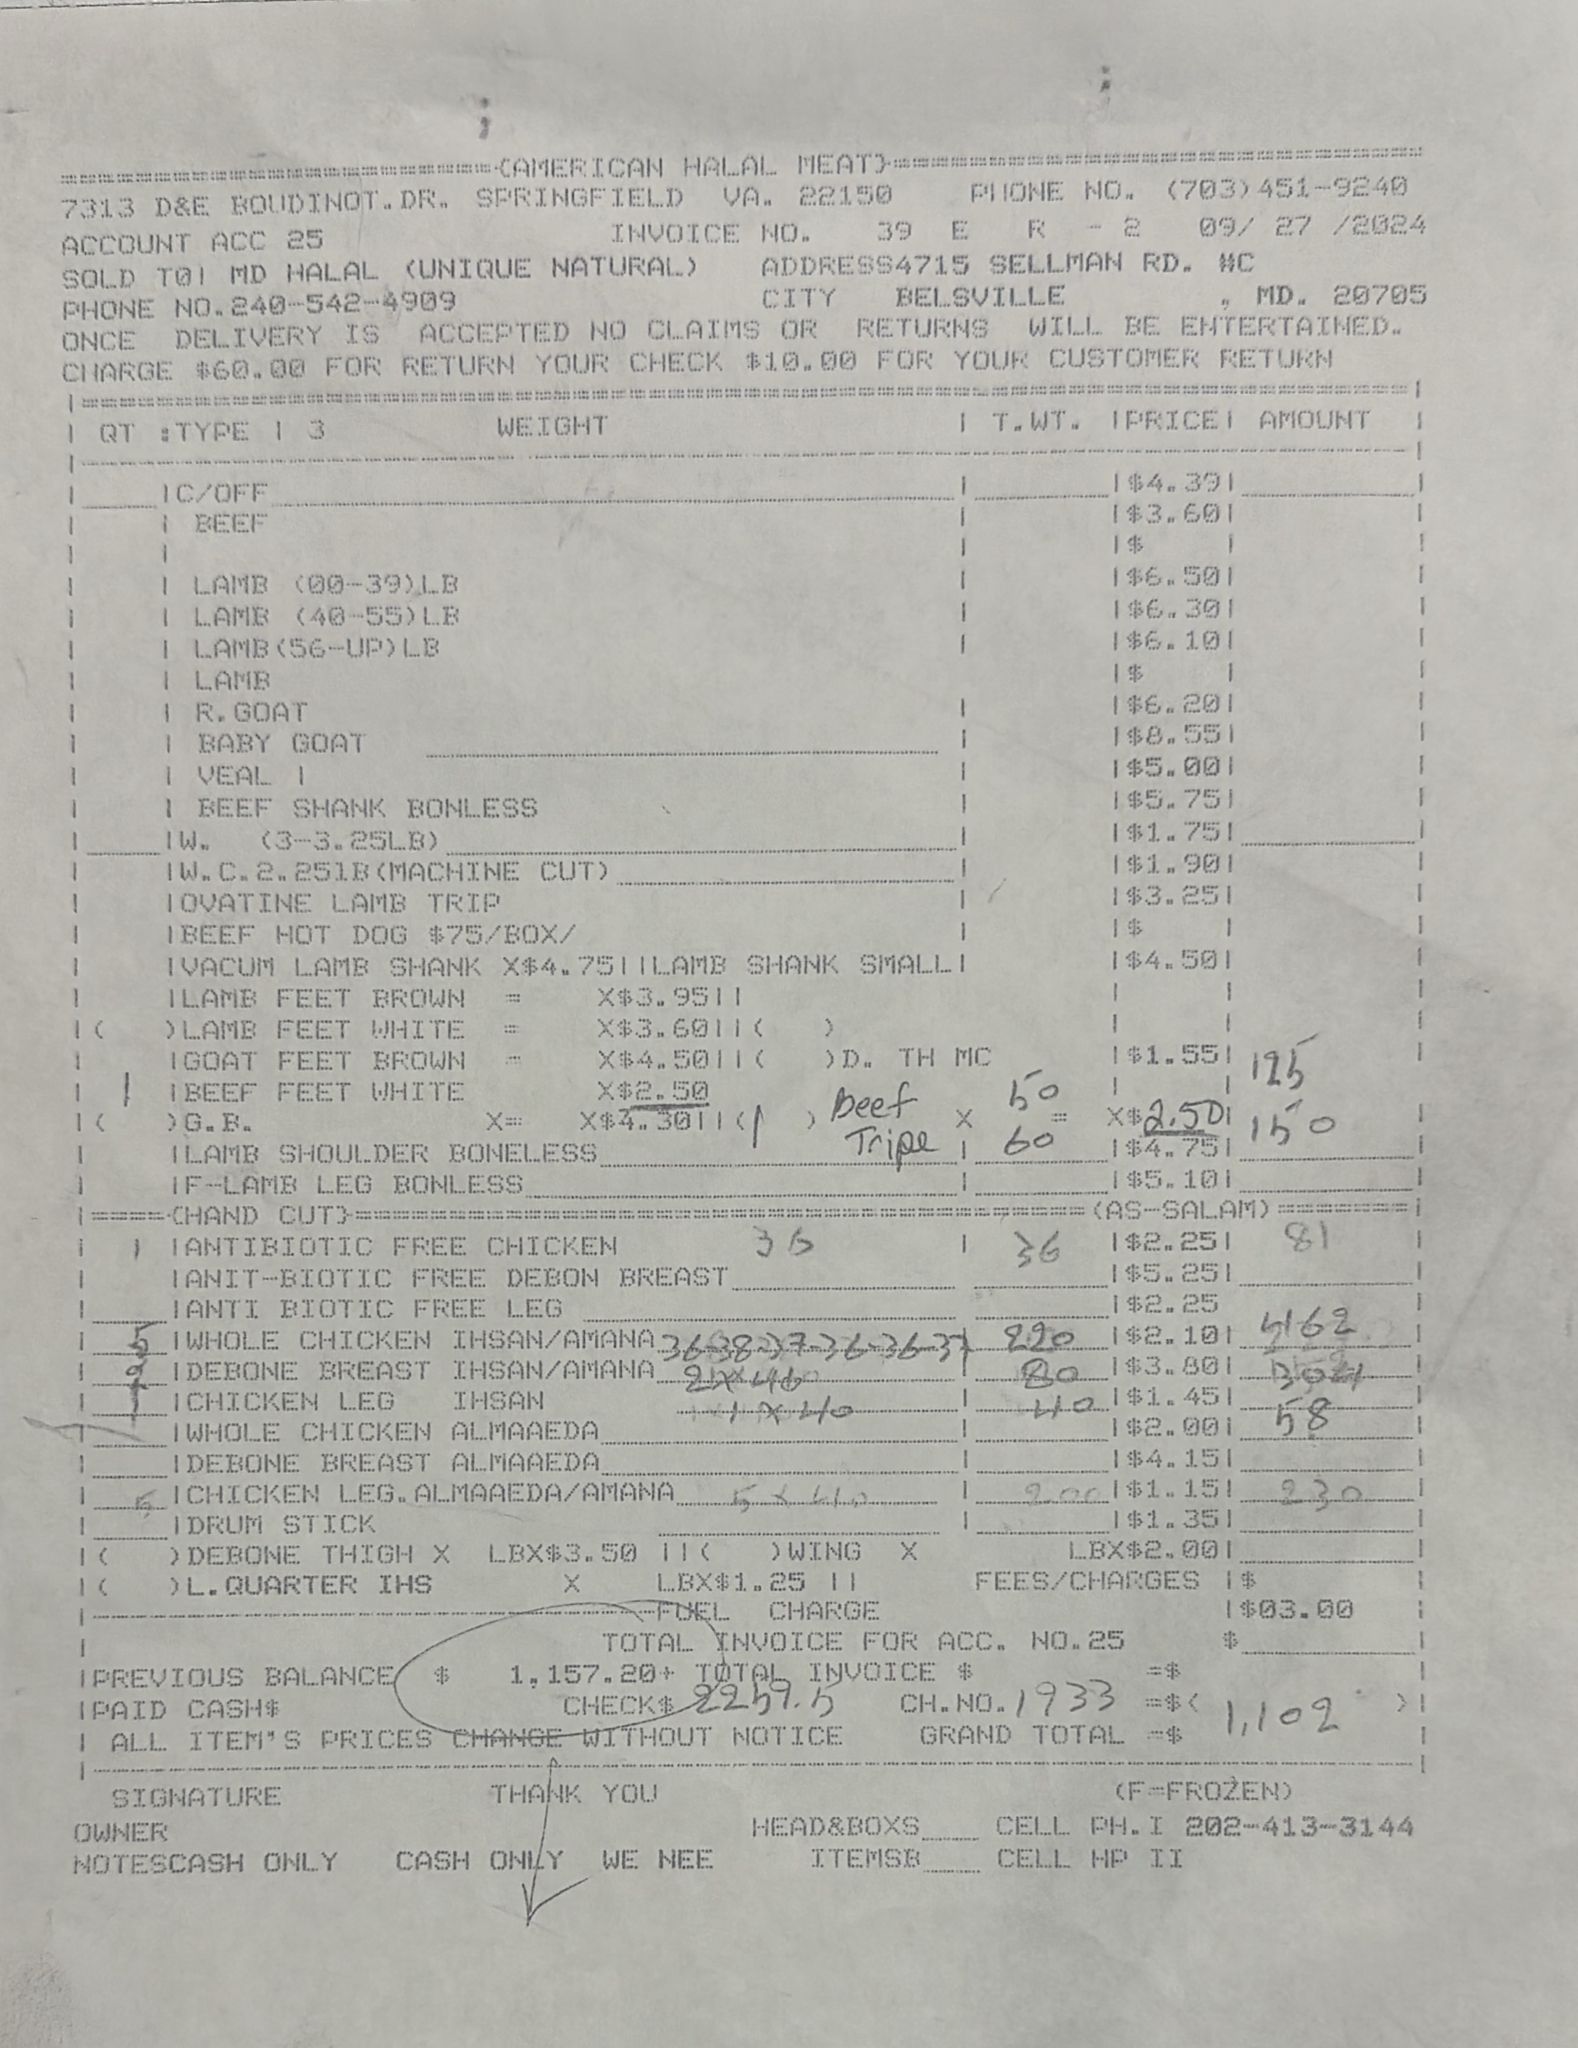 =======================(AMERICAN HALAL MEAT)============================
7313 D&E BOUDINOT.DR. SPRINGFIELD VA. 22150 PHONE NO. (703)451-9240
ACCOUNT ACC 25 INVOICE NO. 39 E R - 2 09/ 27 /2024
SOLD TO| MD HALAL (UNIQUE NATURAL) ADDRESS4715 SELLMAN RD. #C
PHONE NO.240-542-4909 CITY BELSVILLE , MD. 20705
ONCE DELIVERY IS ACCEPTED NO CLAIMS OR RETURNS WILL BE ENTERTAINED.
CHARGE $60.00 FOR RETURN YOUR CHECK $10.00 FOR YOUR CUSTOMER RETURN
| QT :TYPE | 3 WEIGHT | T.WT. |PRICE| AMOUNT |
|C/OFF | |$4.39|
| BEEF |$3.60|
|$ |
| LAMB (00-39)LB |$6.50|
| LAMB (40-55)LB |$6.30|
| LAMB(56-UP)LB |$6.10|
| LAMB |$ |
| R.GOAT |$6.20|
| BABY GOAT |$8.55|
| VEAL | |$5.00|
| BEEF SHANK BONLESS |$5.75|
|W. (3-3.25LB) |$1.75|
|W.C.2.25lB(MACHINE CUT) |$1.90|
|OVATINE LAMB TRIP |$3.25|
|BEEF HOT DOG $75/BOX/ |$ |
|VACUM LAMB SHANK X$4.75||LAMB SHANK SMALL| |$4.50|
|LAMB FEET BROWN = X$3.95||
|( )LAMB FEET WHITE = X$3.60||( )
|GOAT FEET BROWN = X$4.50||( )D. TH MC |$1.55|
1 |BEEF FEET WHITE X$2.50 50 125
|( )G.B. X= X$4.30||(1 ) Beef Tripe X 60 = X$2.50| 150
|LAMB SHOULDER BONELESS |$4.75|
|F-LAMB LEG BONLESS |$5.10|
|====(HAND CUT)=======================================(AS-SALAM)=======|
1 |ANTIBIOTIC FREE CHICKEN 36 | 36 |$2.25| 81
|ANIT-BIOTIC FREE DEBON BREAST |$5.25|
|ANTI BIOTIC FREE LEG |$2.25
5 |WHOLE CHICKEN IHSAN/AMANA 36-38-37-36-36-37 220 |$2.10| 462
2 |DEBONE BREAST IHSAN/AMANA 2X40 80 |$3.80| 304
1 |CHICKEN LEG IHSAN 1 X 40 40 |$1.45| 58
|WHOLE CHICKEN ALMAAEDA |$2.00|
|DEBONE BREAST ALMAAEDA |$4.15|
5 |CHICKEN LEG.ALMAAEDA/AMANA 5 X 40 | 200 |$1.15| 230
|DRUM STICK | |$1.35|
|( )DEBONE THIGH X LBX$3.50 ||( )WING X LBX$2.00|
|( )L.QUARTER IHS X LBX$1.25 || FEES/CHARGES |$
|----------------FUEL CHARGE |$03.00
TOTAL INVOICE FOR ACC. NO.25 $
|PREVIOUS BALANCE $ 1,157.20+ TOTAL INVOICE $ =$
|PAID CASH$ CHECK$ 2259.5 CH.NO. 1933 =$( 1,102 )|
| ALL ITEM'S PRICES CHANGE WITHOUT NOTICE GRAND TOTAL =$
SIGNATURE THANK YOU (F=FROZEN)
OWNER HEAD&BOXS CELL PH.I 202-413-3144
NOTESCASH ONLY CASH ONLY WE NEE ITEMSB CELL HP II